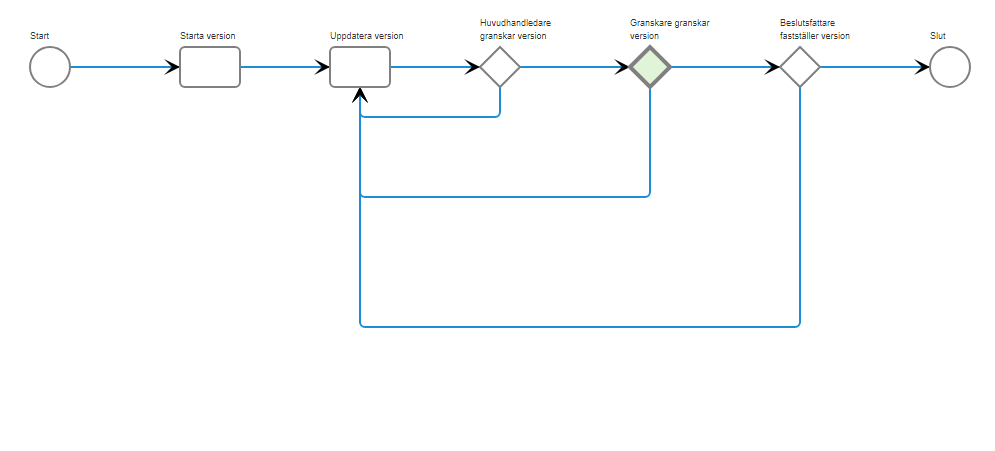 Start
Starta version
Uppdatera version
Huvudhandledare
granskar version
Granskare granskar
version
Beslutsfattare
fastställer version
Slut